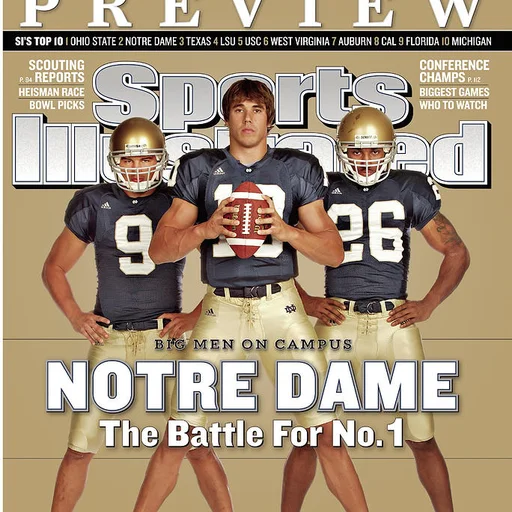 PREVIEW
SI'S TOP 10 1 OHIO STATE 2 NOTRE DAME 3 TEXAS 4 LSU 5 USC 6 WEST VIRGINIA 7 AUBURN 8 CAL 9 FLORIDA 10 MICHIGAN
SCOUTING
P. 84 REPORTS
HEISMAN RACE
BOWL PICKS
CONFERENCE
CHAMPS P. 112
BIGGEST GAMES
WHO TO WATCH
Sports
Illustrated
adidas
adidas
9
10
26
BIG MEN ON CAMPUS
NOTRE DAME
The Battle For No. 1